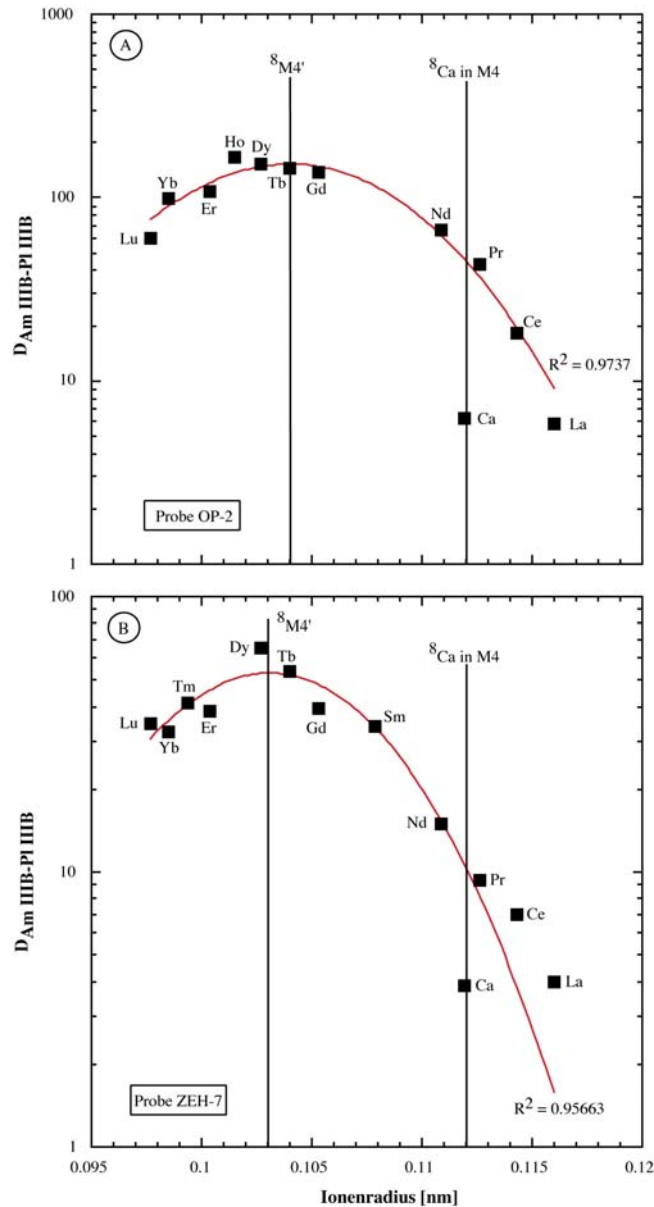 1000
A
⁸M4'
⁸Ca in M4
Ho
Dy
Yb
Tb
Gd
Er
100
Nd
Lu
Pr
D Am IIIB-Pl IIIB
Ce
R² = 0.9737
10
Ca
La
Probe OP-2
1
100
B
⁸M4'
Dy
Tb
⁸Ca in M4
Tm
Lu
Er
Gd
Sm
Yb
Nd
D Am IIIB-Pl IIIB
10
Pr
Ce
Ca
La
Probe ZEH-7
R² = 0.95663
1
0.095
0.1
0.105
0.11
0.115
0.12
Ionenradius [nm]